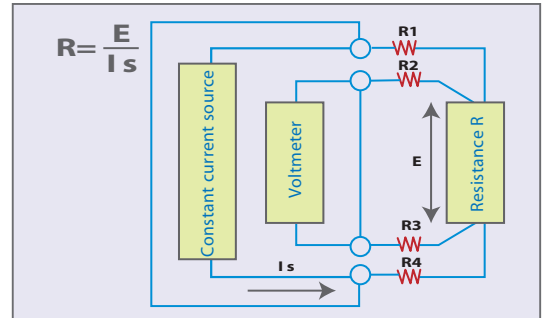 R= E
I s
R1
R2
Constant current source
Voltmeter
E
Resistance R
R3
I s
R4